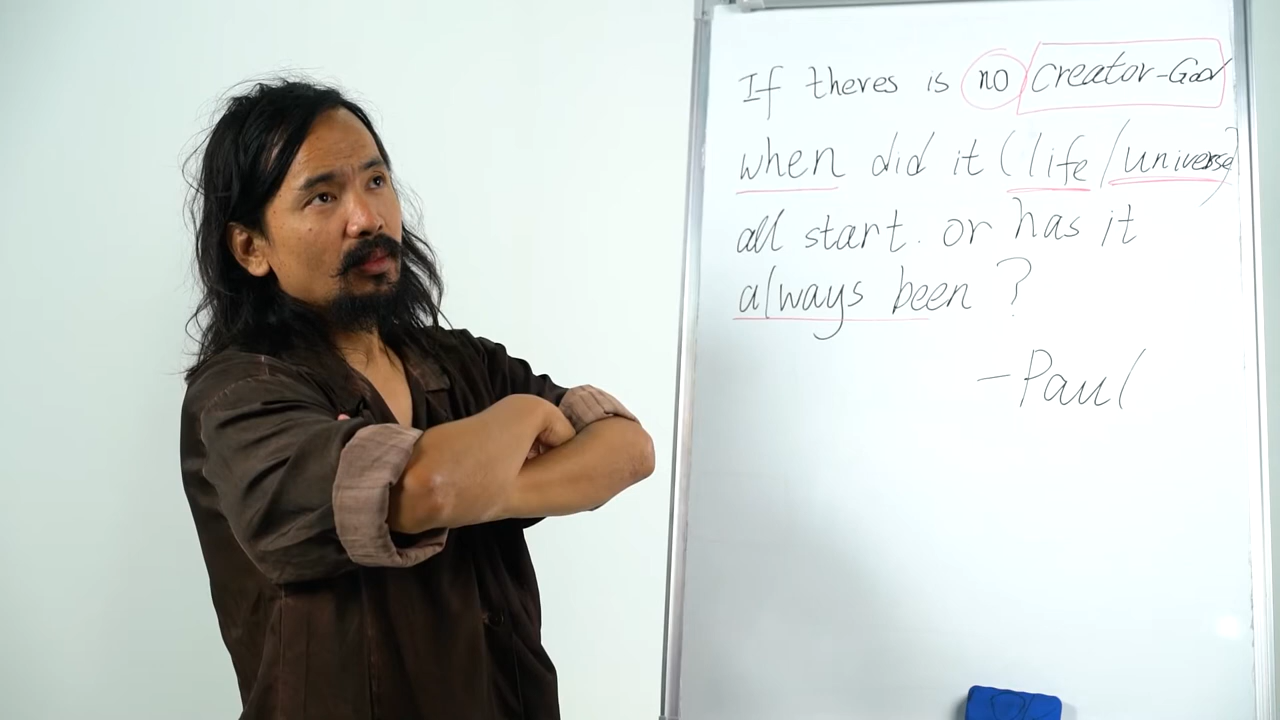 If theres is no Creator-God
when did it (life/universe)
all start. or has it
always been ?
-Paul